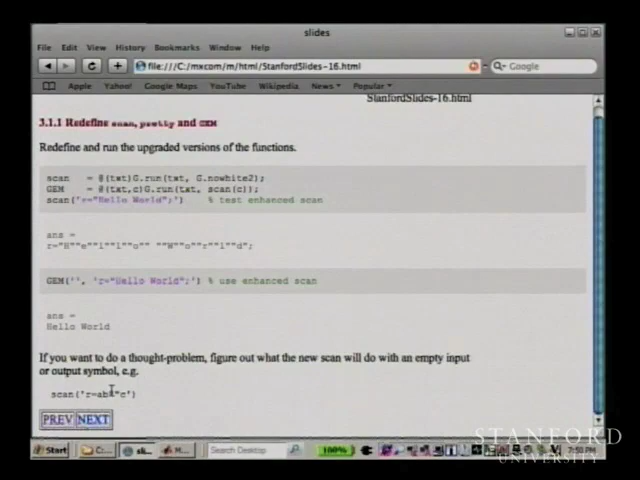 slides
File Edit View History Bookmarks Window Help
file:///C:/mxcom/m/html/StanfordSlides-16.html
Google
Apple Yahoo! Google Maps YouTube Wikipedia News Popular
StanfordSlides-16.html
3.1.1 Redefine scan, pretty and GEM
Redefine and run the upgraded versions of the functions.
scan = @(txt)G.run(txt, G.nowhite2);
GEM = @(txt,c)G.run(txt, scan(c));
scan('r="Hello World";') % test enhanced scan
ans =
r="H""e""l""l""o"" ""W""o""r""l""d";
GEM('', 'r="Hello World";') % use enhanced scan
ans =
Hello World
If you want to do a thought-problem, figure out what the new scan will do with an empty input
or output symbol, e.g.
PREV NEXT
Start C:... sli... M... Search Desktop 100% 7:50 PM
STANFORD
UNIVERSITY